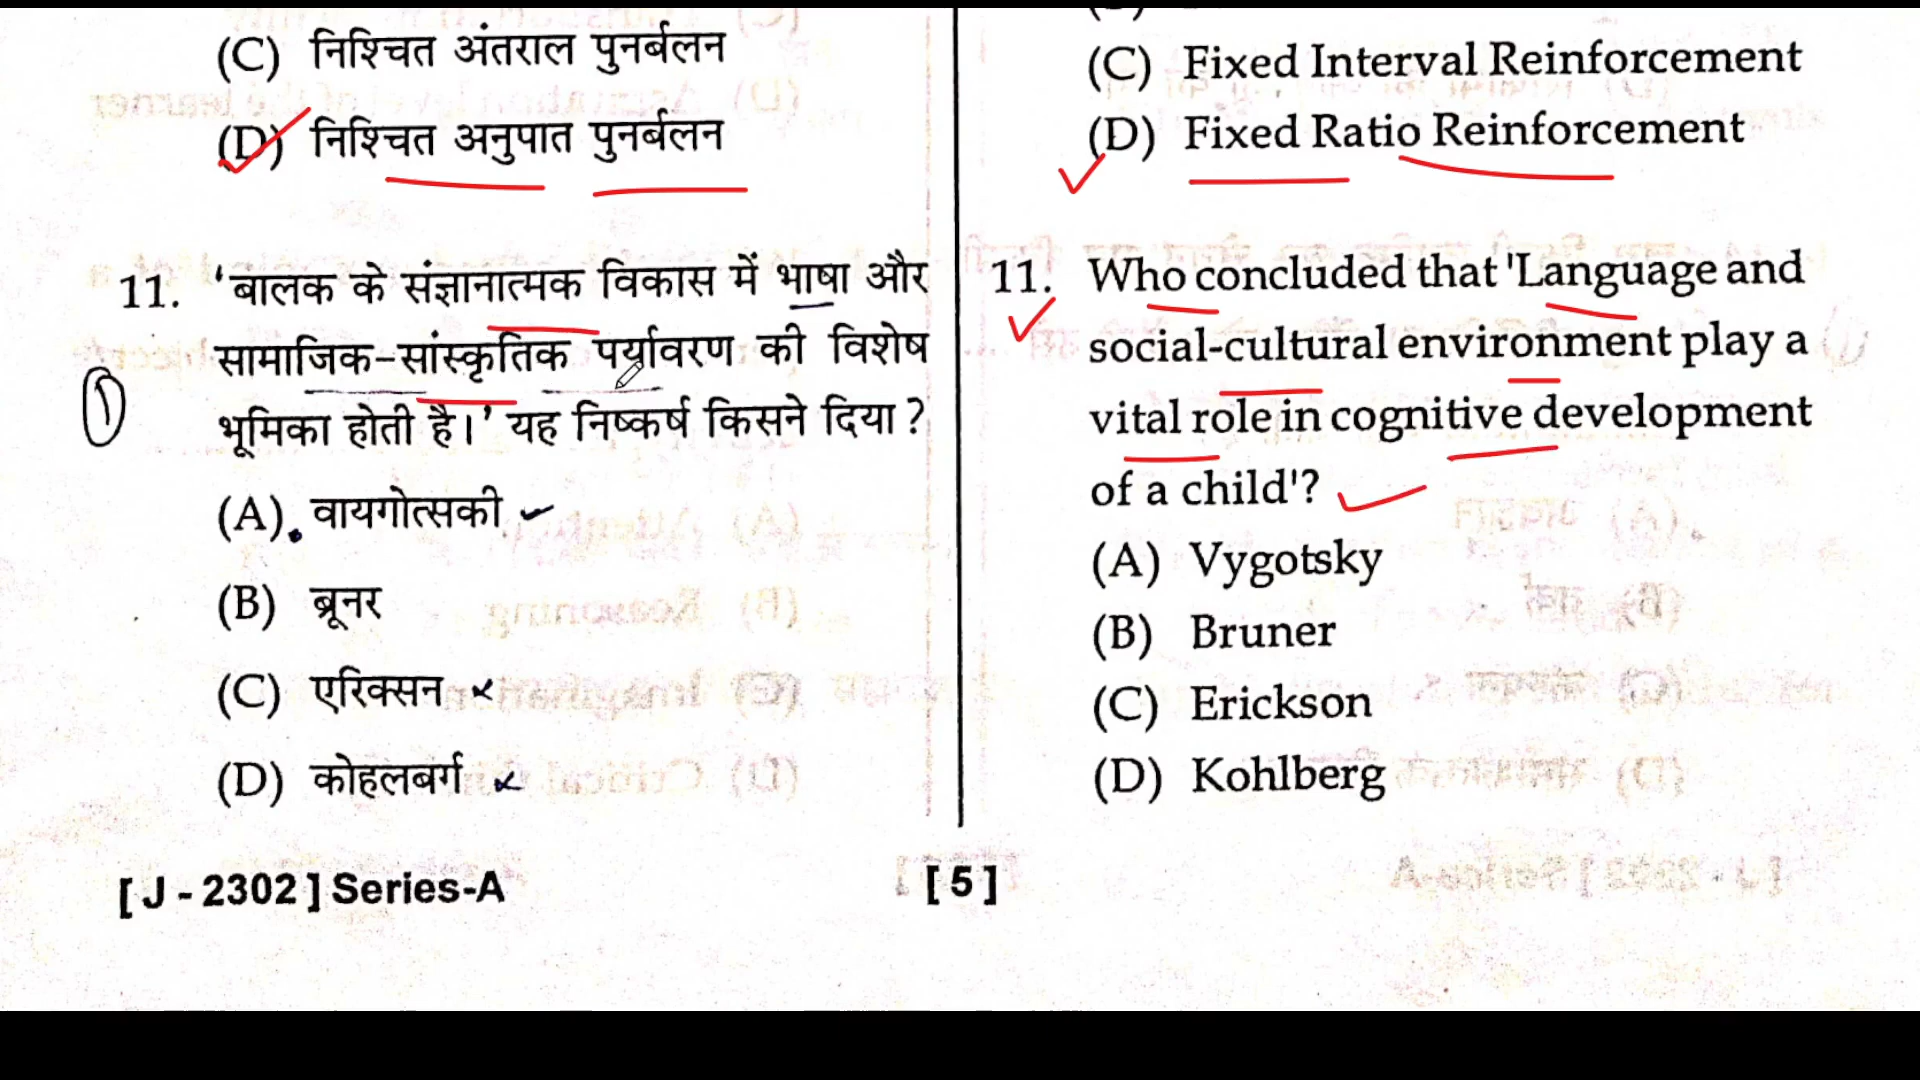 (C) निश्चित अंतराल पुनर्बलन
(D) निश्चित अनुपात पुनर्बलन
11. 'बालक के संज्ञानात्मक विकास में भाषा और
सामाजिक-सांस्कृतिक पर्यावरण की विशेष
भूमिका होती है।' यह निष्कर्ष किसने दिया ?
(A) वायगोत्सकी
(B) ब्रूनर
(C) एरिक्सन
(D) कोहलबर्ग
[ J - 2302 ] Series-A
(C) Fixed Interval Reinforcement
(D) Fixed Ratio Reinforcement
11. Who concluded that 'Language and
social-cultural environment play a
vital role in cognitive development
of a child'?
(A) Vygotsky
(B) Bruner
(C) Erickson
(D) Kohlberg
[ 5 ]